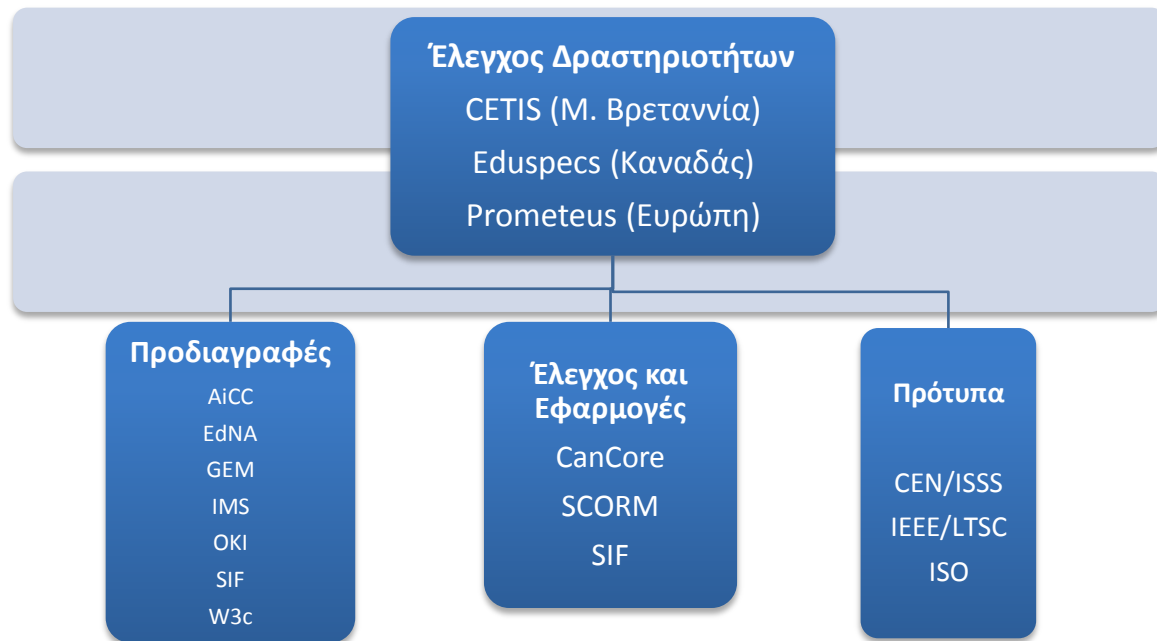 Έλεγχος Δραστηριοτήτων
CETIS (Μ. Βρεταννία)
Eduspecs (Καναδάς)
Prometeus (Ευρώπη)
Προδιαγραφές
AiCC
EdNA
GEM
IMS
OKI
SIF
W3c
Έλεγχος και
Εφαρμογές
CanCore
SCORM
SIF
Πρότυπα
CEN/ISSS
IEEE/LTSC
ISO